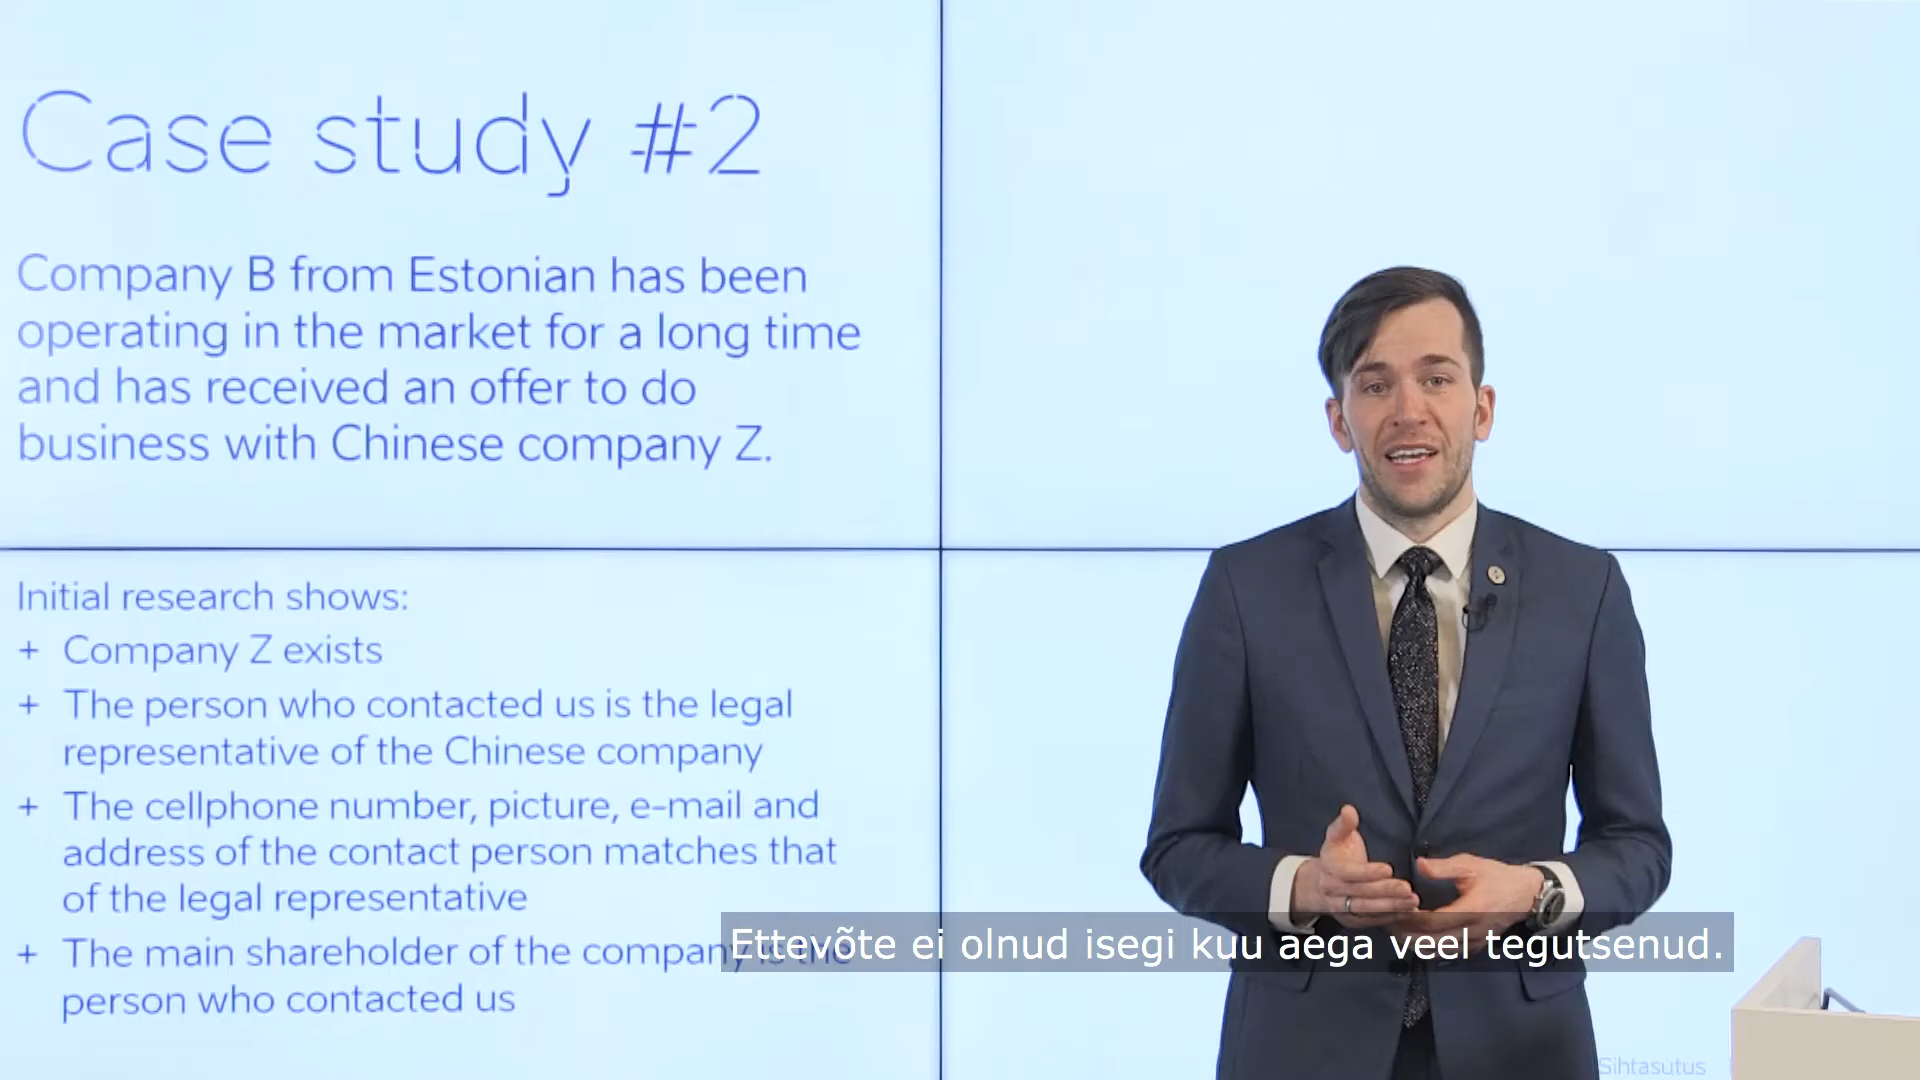 Case study #2
Company B from Estonian has been
operating in the market for a long time
and has received an offer to do
business with Chinese company Z.
Initial research shows:
+ Company Z exists
+ The person who contacted us is the legal
representative of the Chinese company
+ The cellphone number, picture, e-mail and
address of the contact person matches that
of the legal representative
+ The main shareholder of the company is the
person who contacted us
Ettevõte ei olnud isegi kuu aega veel tegutsenud.
Sihtasutus